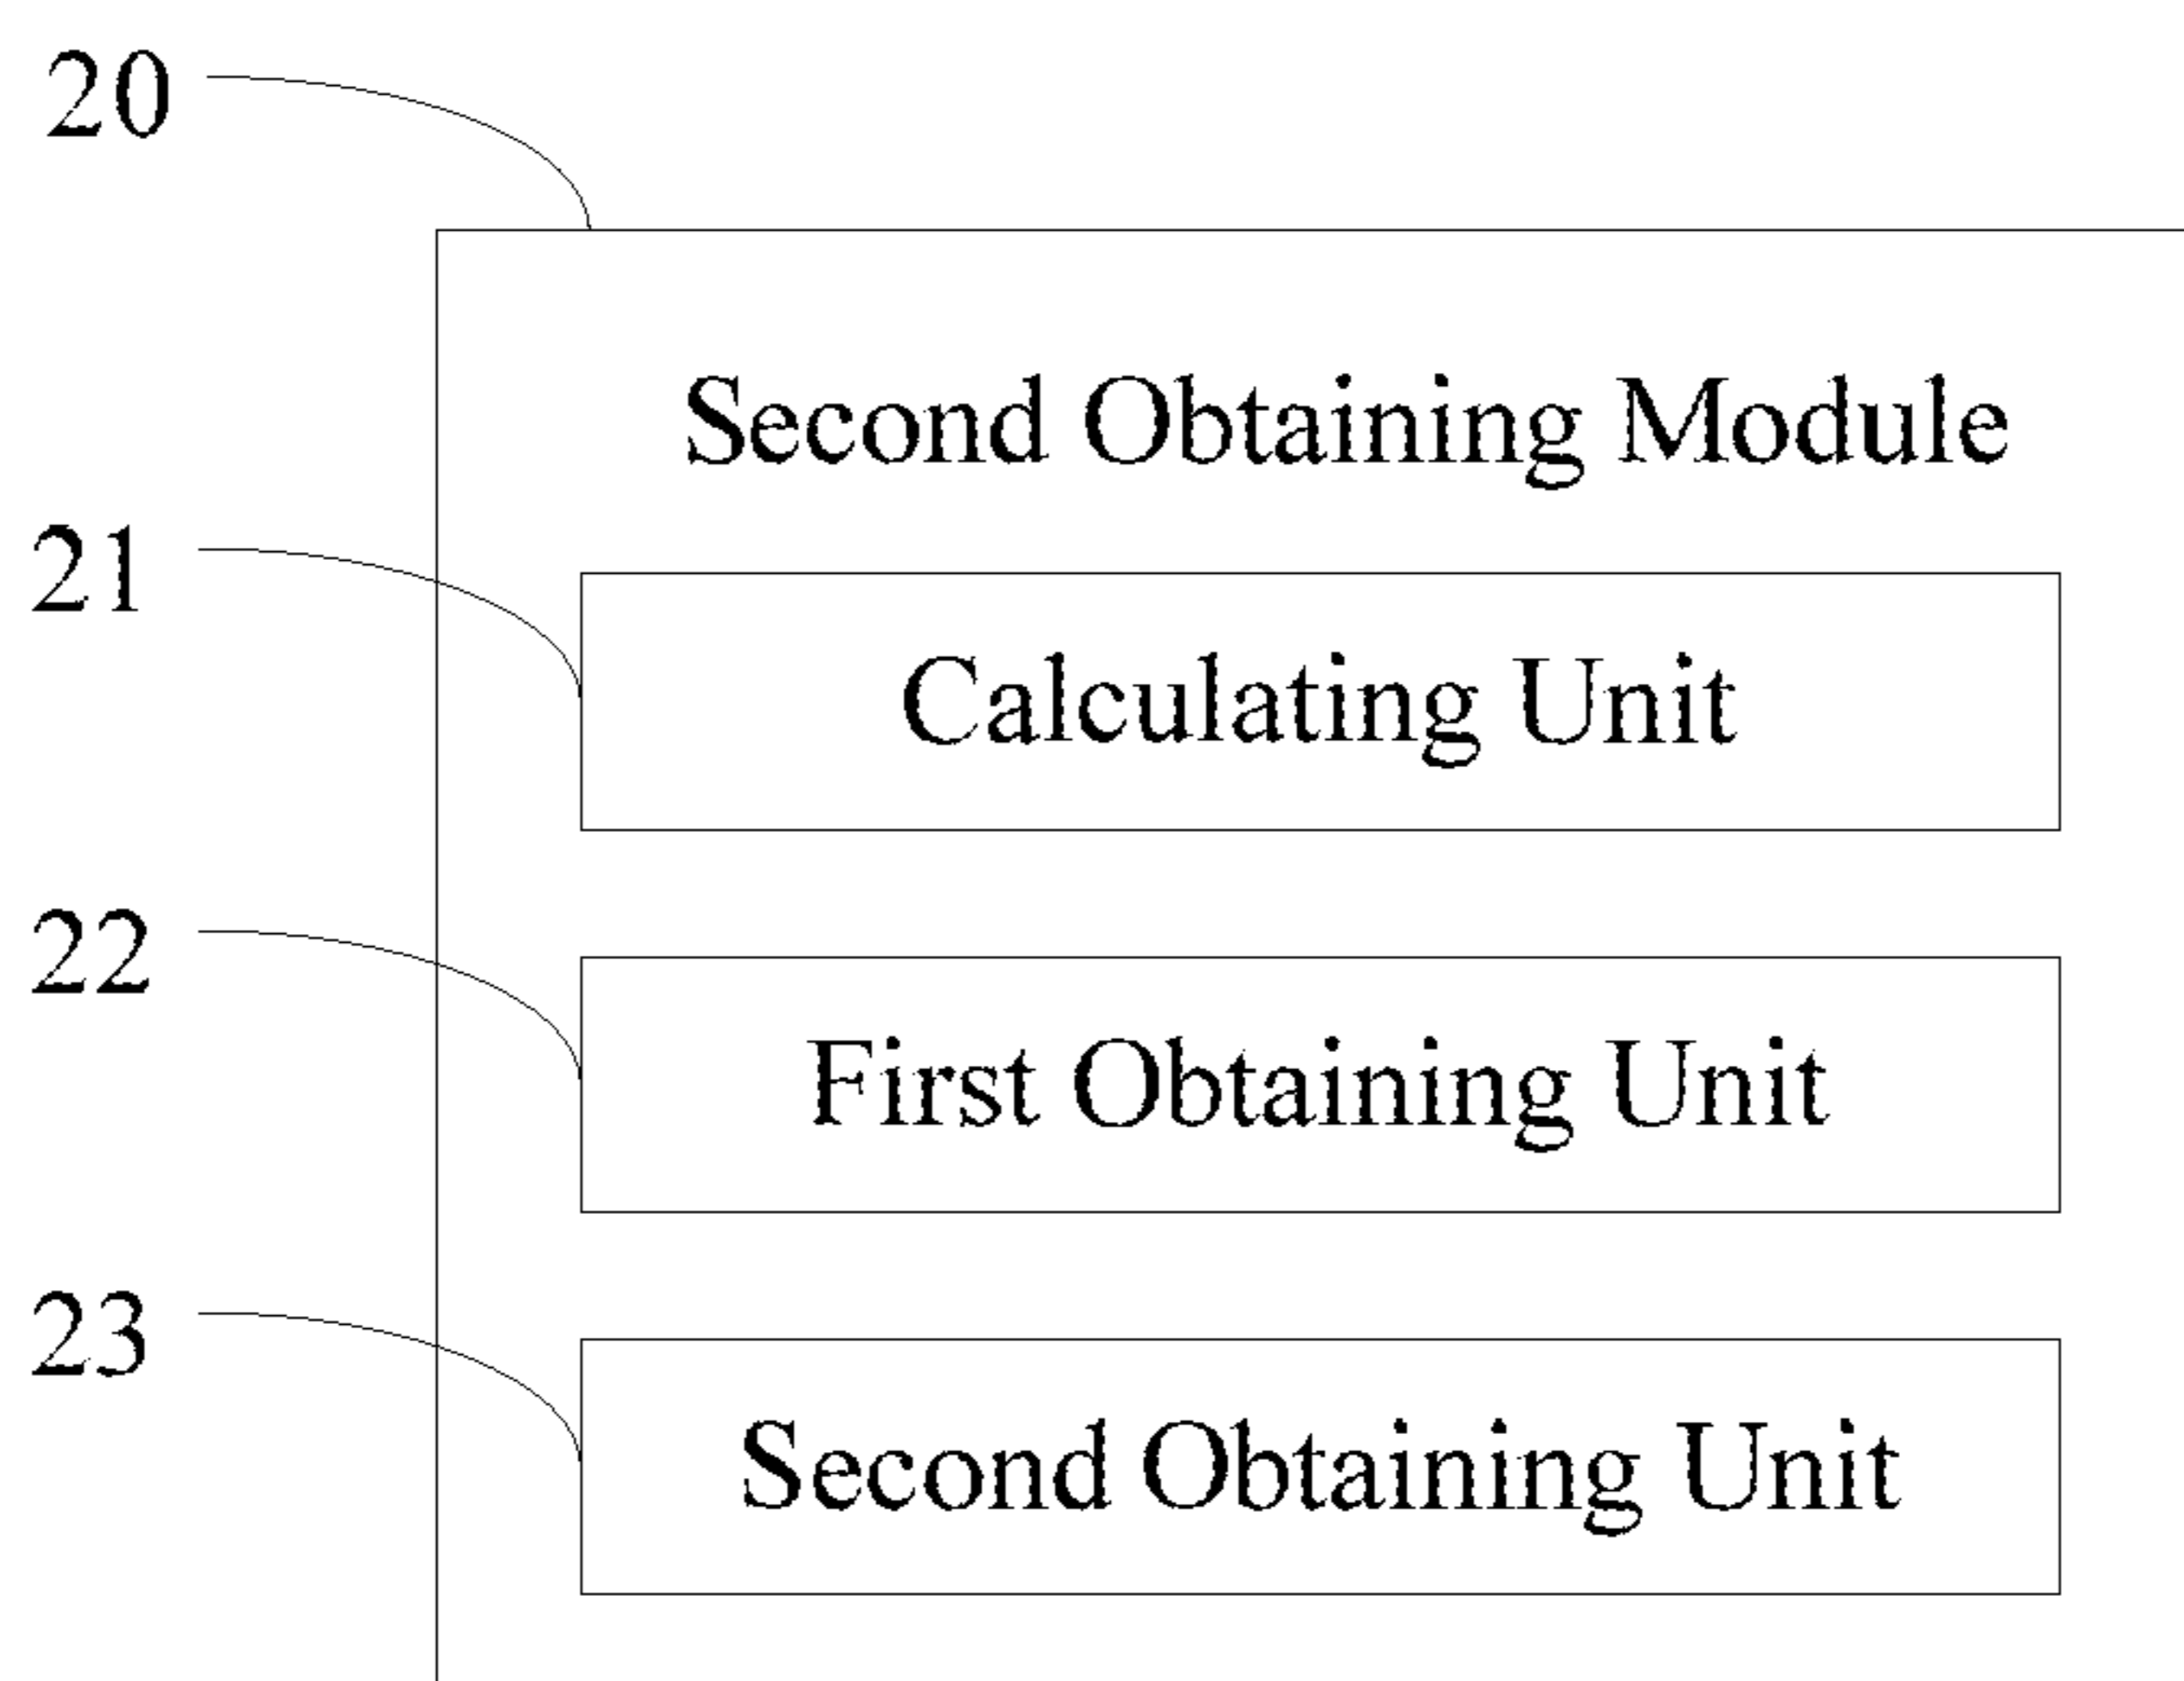 20
Second Obtaining Module
21
Calculating Unit
22
First Obtaining Unit
23
Second Obtaining Unit